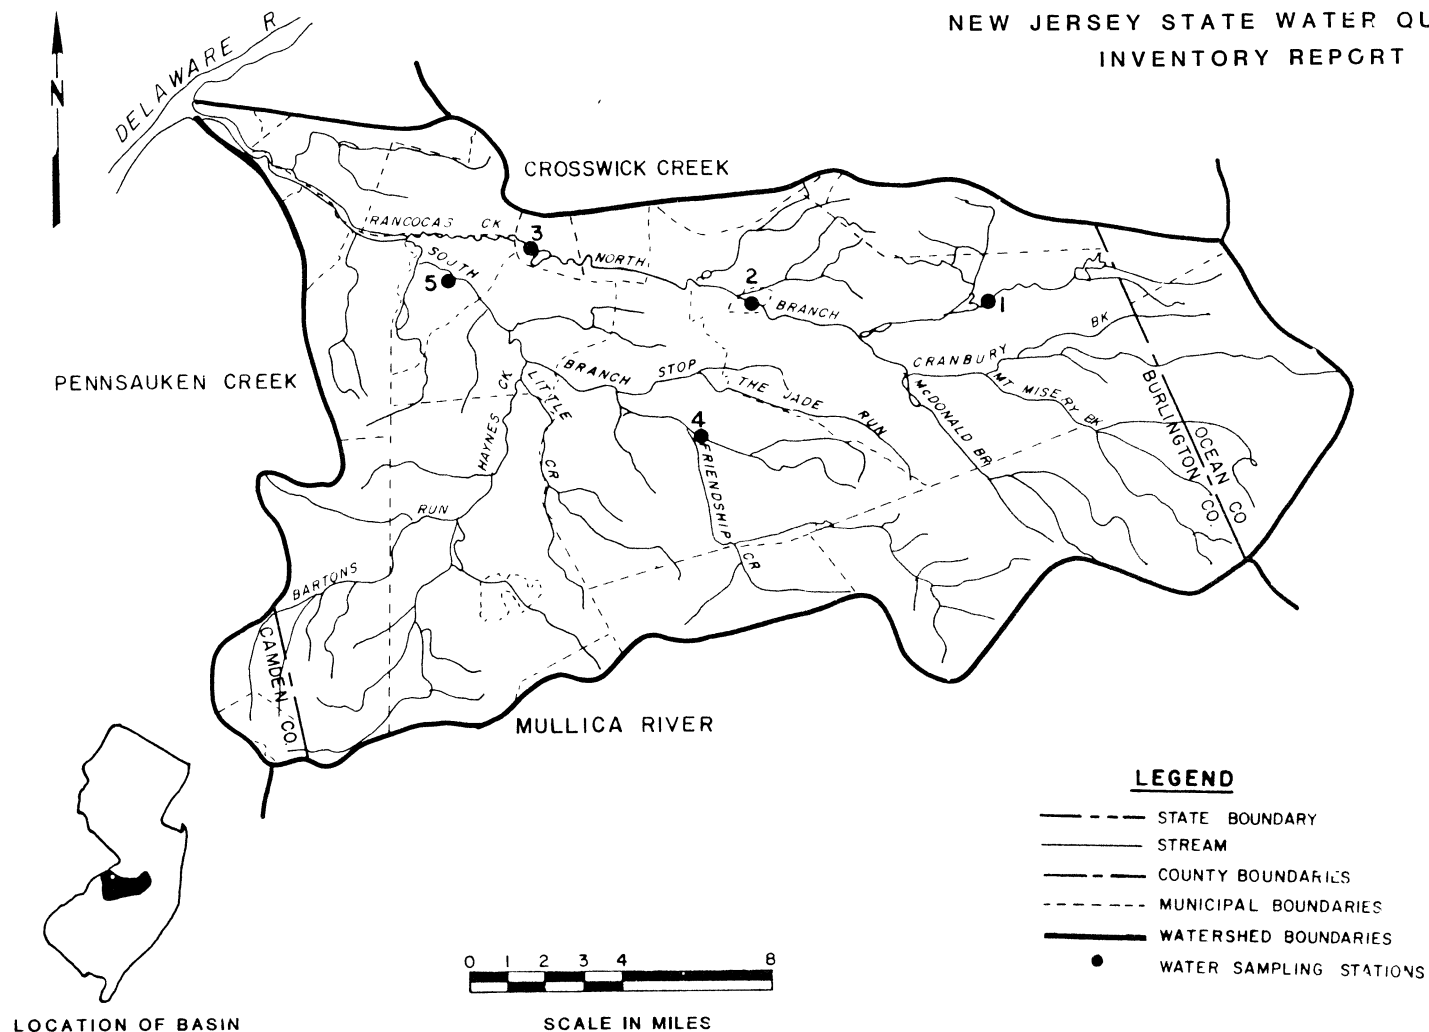 NEW JERSEY STATE WATER QU
INVENTORY REPORT
DELAWARE R
N
CROSSWICK CREEK
RANCOCAS CK
3
NORTH
SOUTH
5
2
BRANCH
1
BK
CRANBURY
PENNSAUKEN CREEK
BRANCH
STOP
THE JADE RUN
MT MISERY BK
McDONALD BR
BURLINGTON CO.
OCEAN CO
HAYNES CK
LITTLE CR
4
FRIENDSHIP CR
BARTONS RUN
CAMDEN CO.
MULLICA RIVER
LEGEND
STATE BOUNDARY
STREAM
COUNTY BOUNDARIES
MUNICIPAL BOUNDARIES
WATERSHED BOUNDARIES
WATER SAMPLING STATIONS
0 1 2 3 4 8
SCALE IN MILES
LOCATION OF BASIN